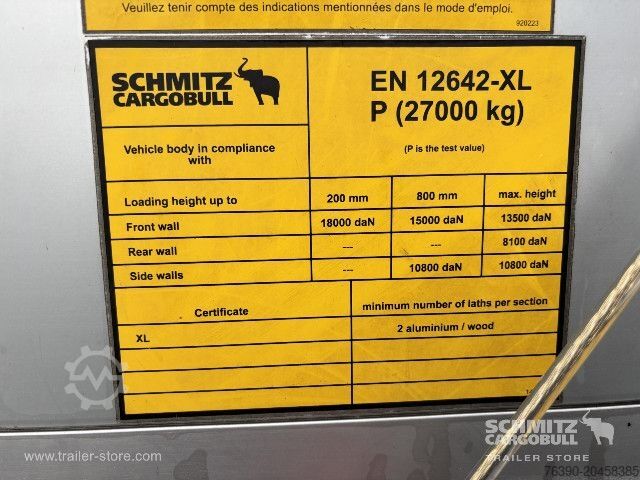 Veuillez tenir compte des indications mentionnées dans le mode d'emploi.
920223
SCHMITZ
CARGOBULL
EN 12642-XL
P (27000 kg)
Vehicle body in compliance
with
(P is the test value)
Loading height up to 200 mm 800 mm max. height
Front wall 18000 daN 15000 daN 13500 daN
Rear wall --- --- 8100 daN
Side walls --- 10800 daN 10800 daN
Certificate minimum number of laths per section
XL 2 aluminium / wood
SCHMITZ
CARGOBULL
TRAILER STORE
www.trailer-store.com
76390-20458385